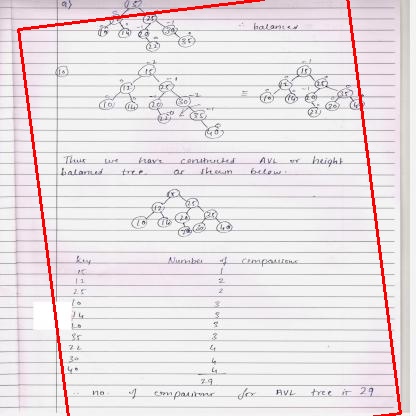 9)
15
25
10 14 20 30
22 35
∴ balanced
10)
15 15
12 25 12 25
10 14 20 30 = 10 14 20 35
22 35 22 40
40
Thus we have constructed AVL or height
balanced tree as shown below.
15
12 25
10 14 20 35
22 30 40
Key Number of comparisons
15 1
12 2
25 2
10 3
14 3
20 3
35 3
22 4
30 4
40 4
29
∴ no. of comparisons for AVL tree is 29